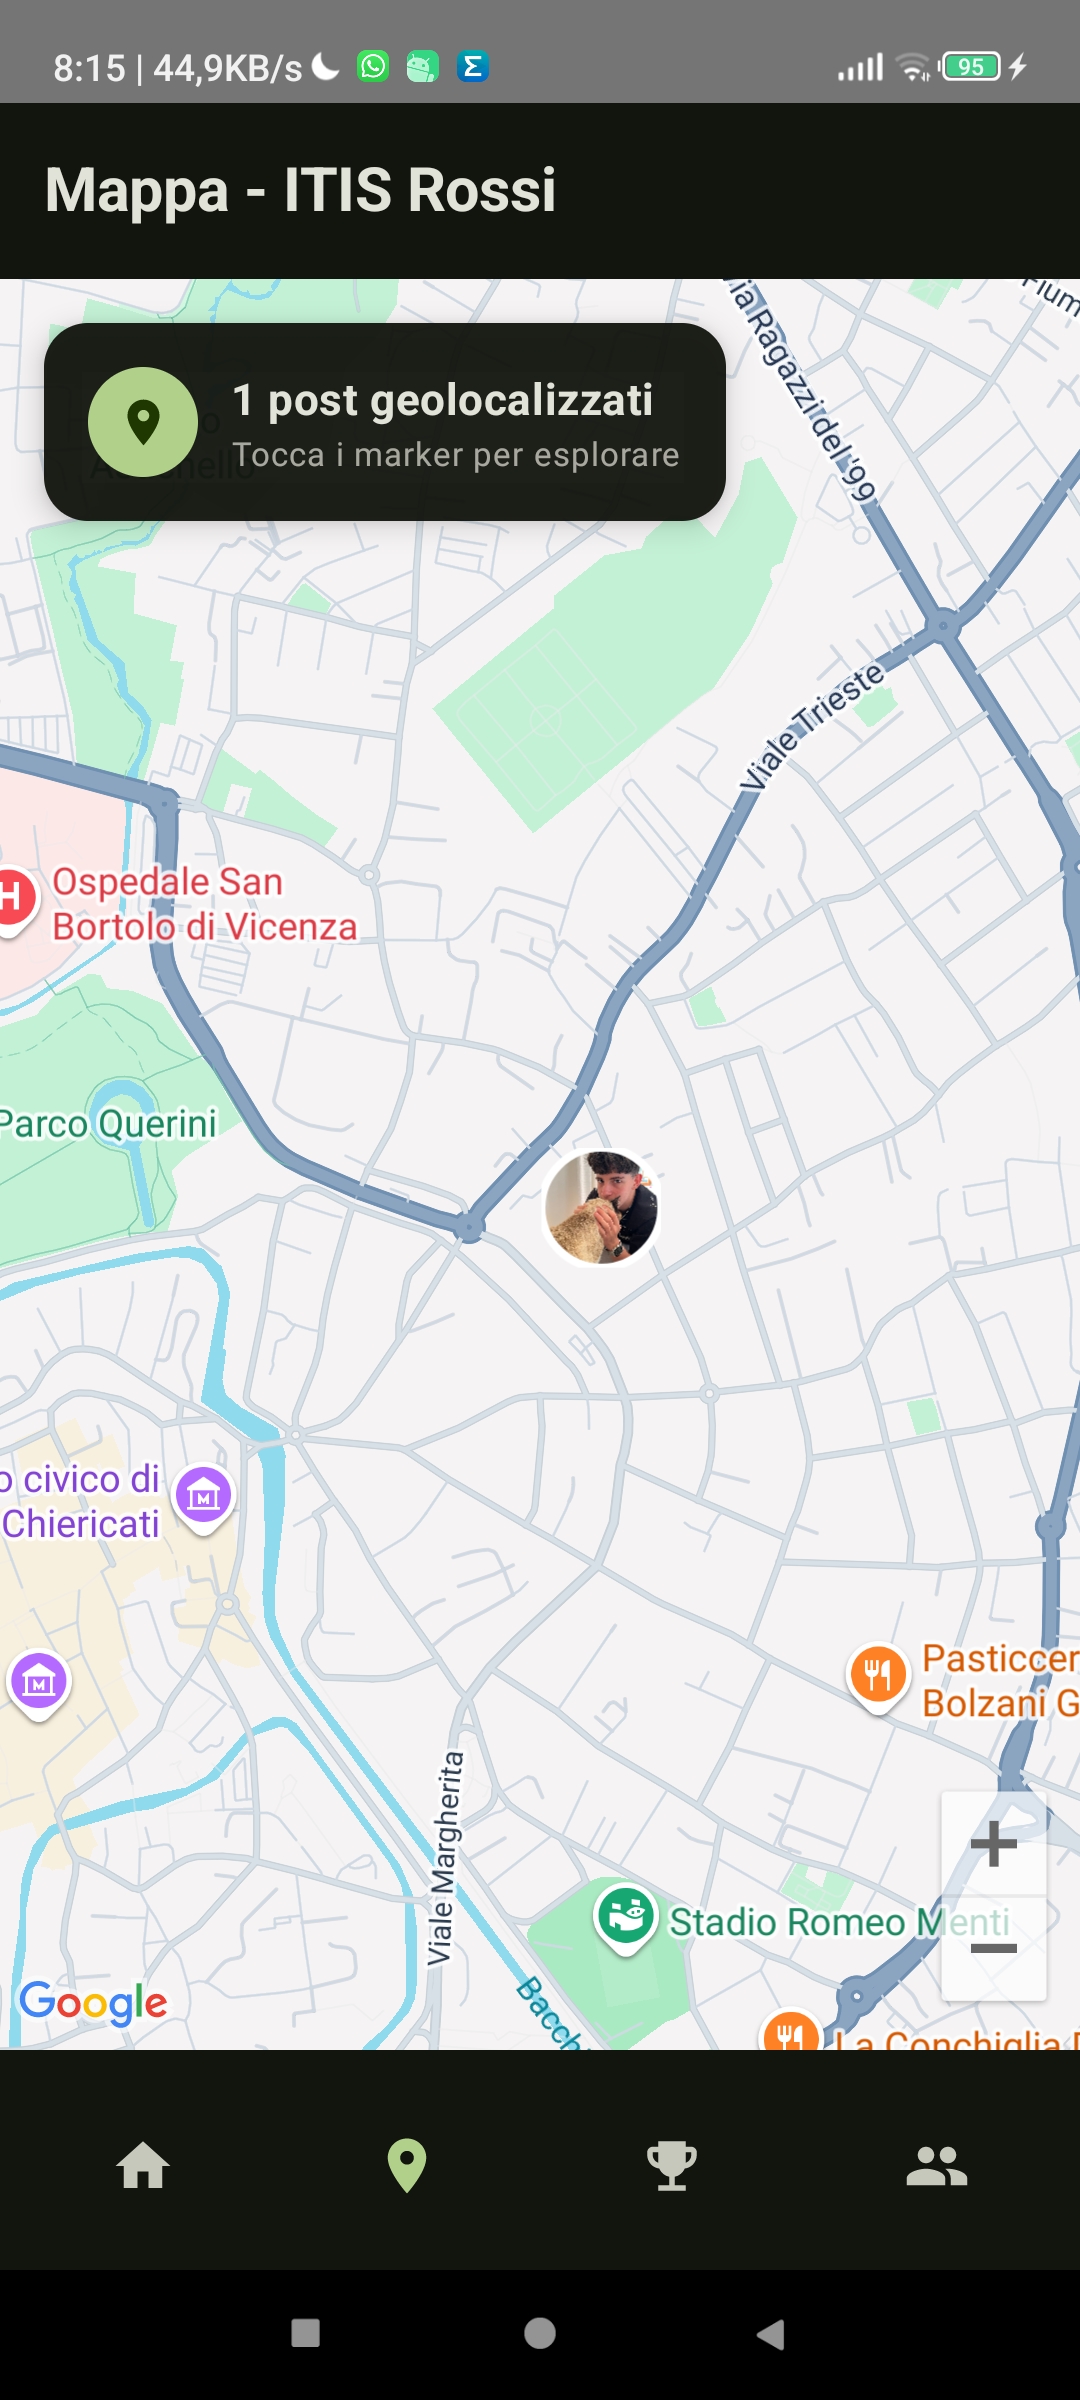 8:15 | 44,9KB/s
95
Mappa - ITIS Rossi
1 post geolocalizzati
Tocca i marker per esplorare
Via Ragazzi del '99
Viale Trieste
Ospedale San
Bortolo di Vicenza
Parco Querini
o civico di
Chiericati
Pasticcer
Bolzani G
Viale Margherita
Stadio Romeo Menti
Bacch
La Conchiglia
Google